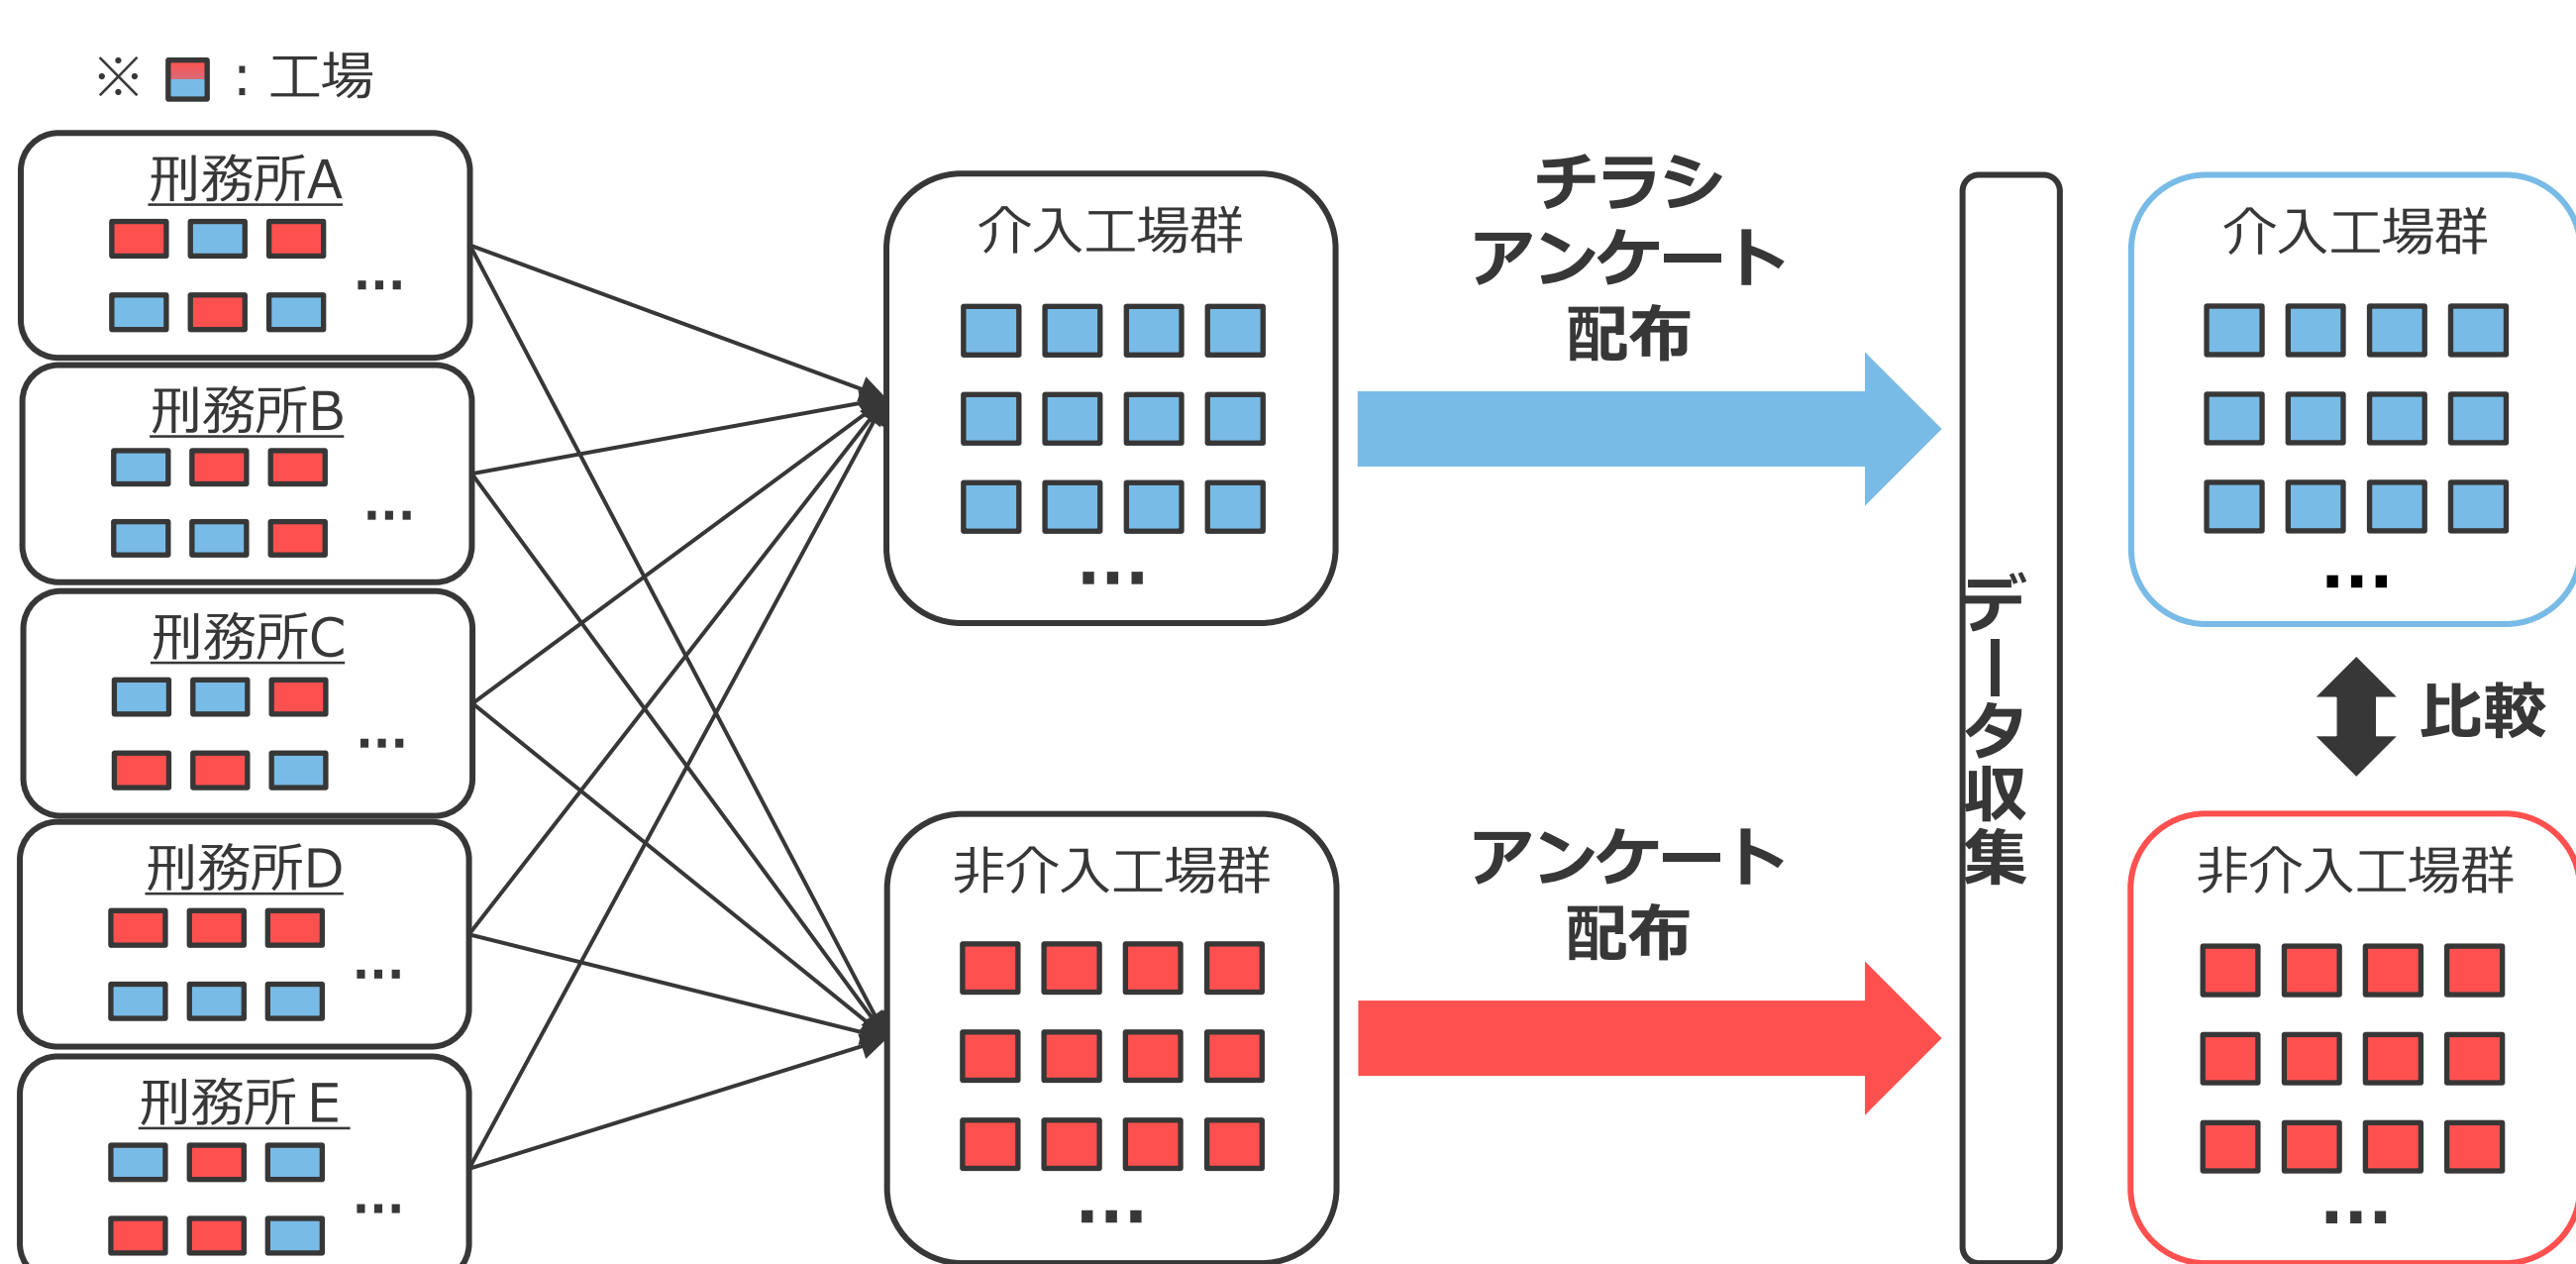 ※ : 工場
刑務所A
...
刑務所B
...
刑務所C
...
刑務所D
...
刑務所 E
...
介入工場群
...
非介入工場群
...
チラシ
アンケート
配布
アンケート
配布
データ収集
介入工場群
...
比較
非介入工場群
...